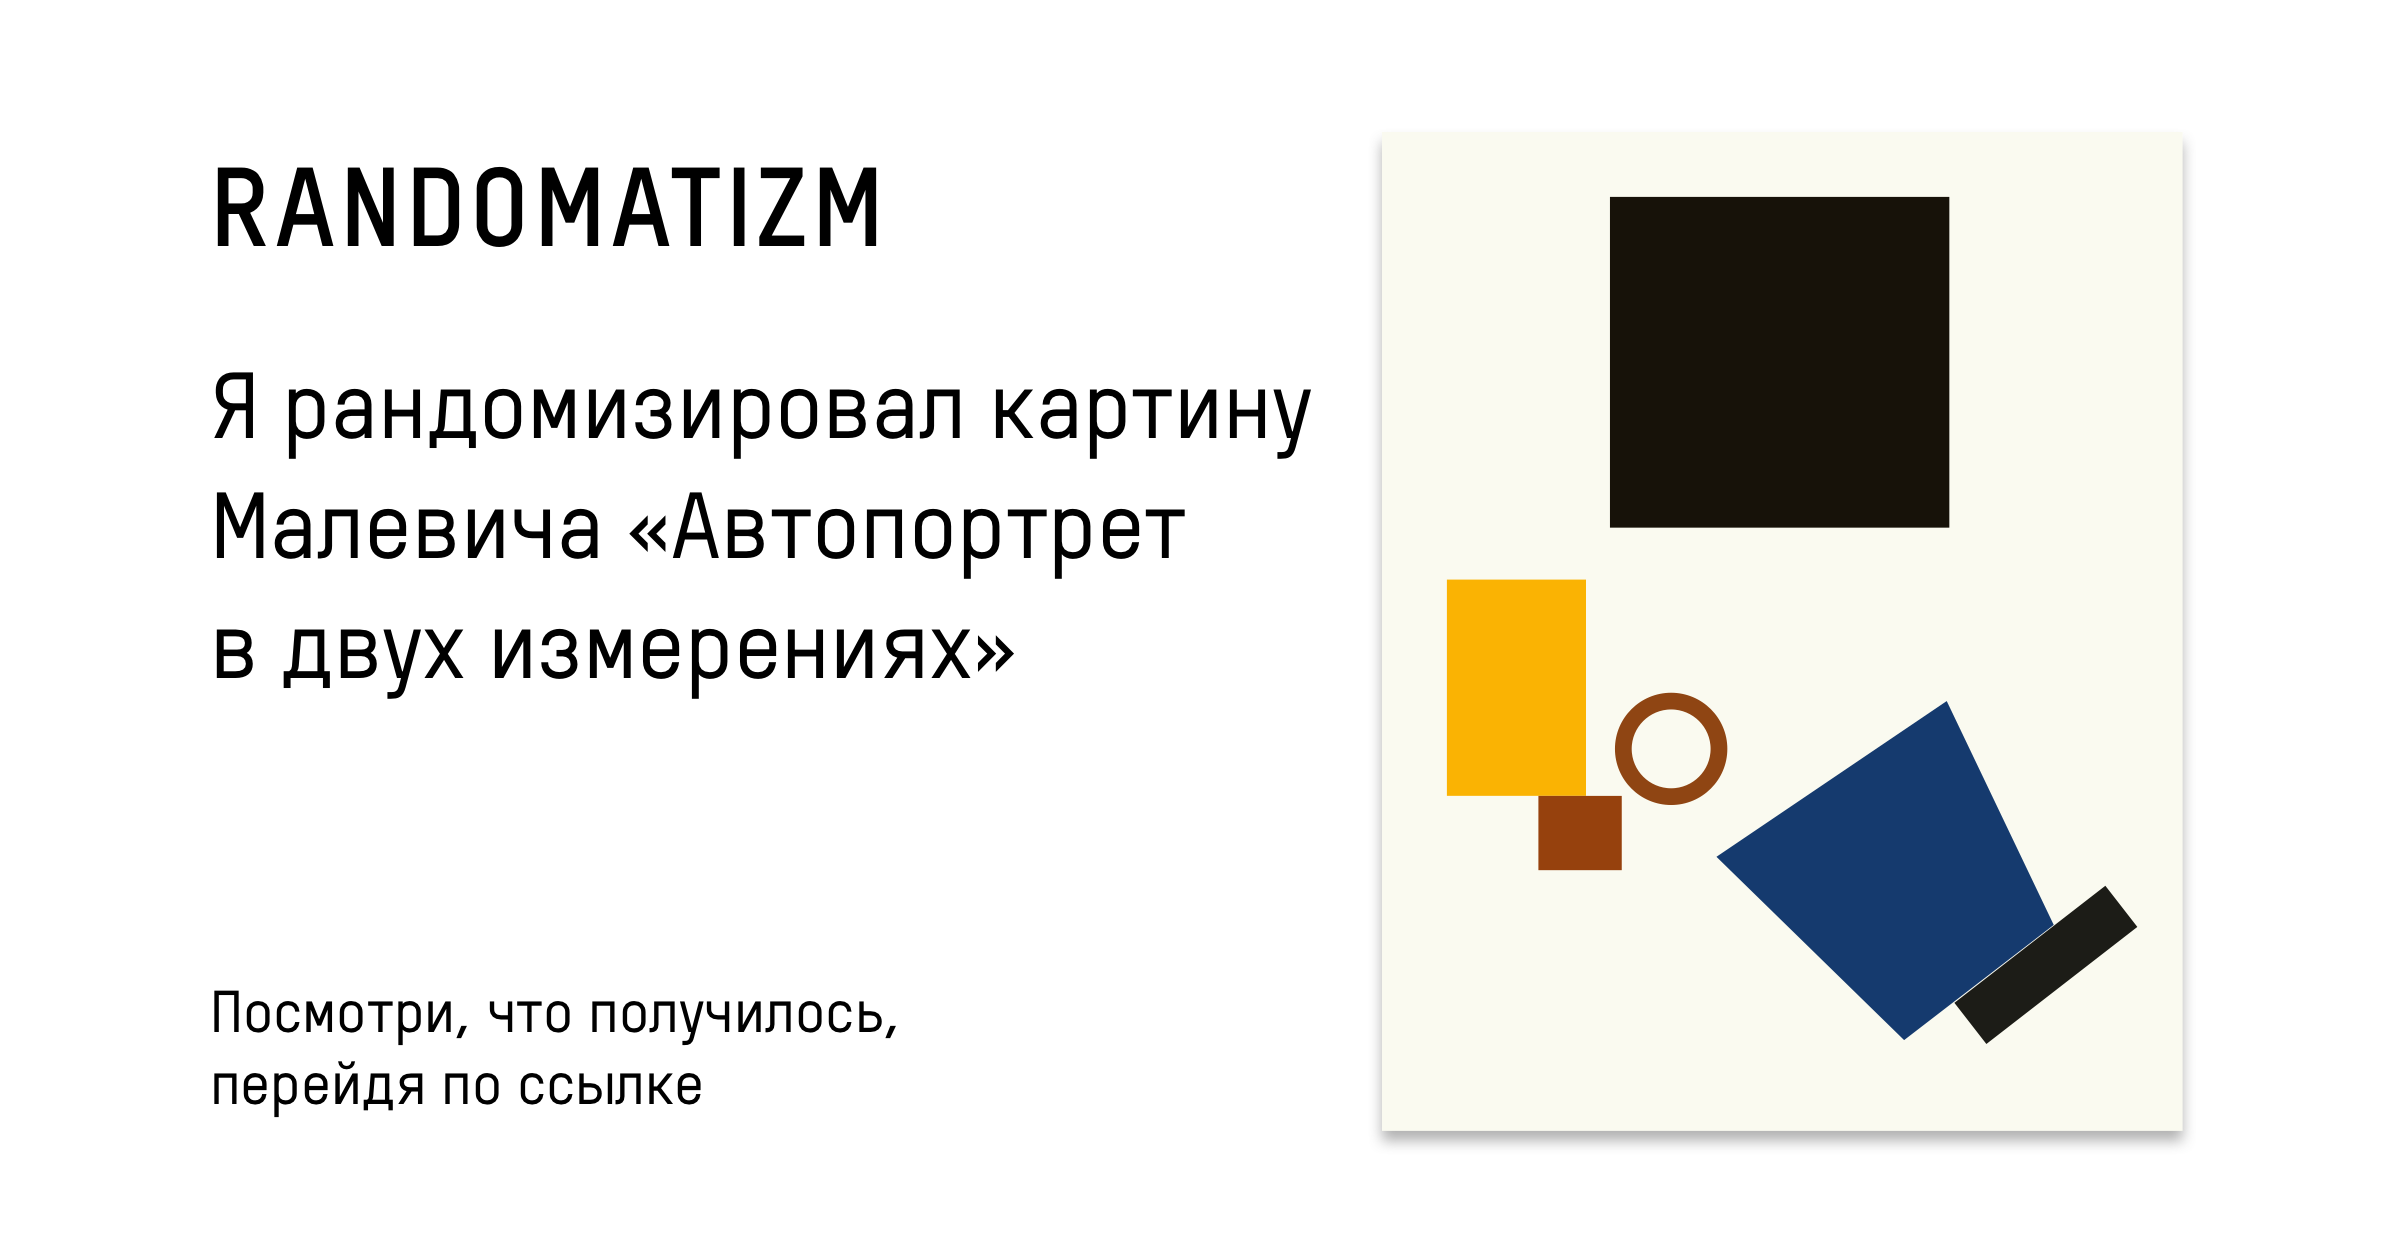 RANDOMATIZM
Я рандомизировал картину
Малевича «Автопортрет
в двух измерениях»
Посмотри, что получилось,
перейдя по ссылке